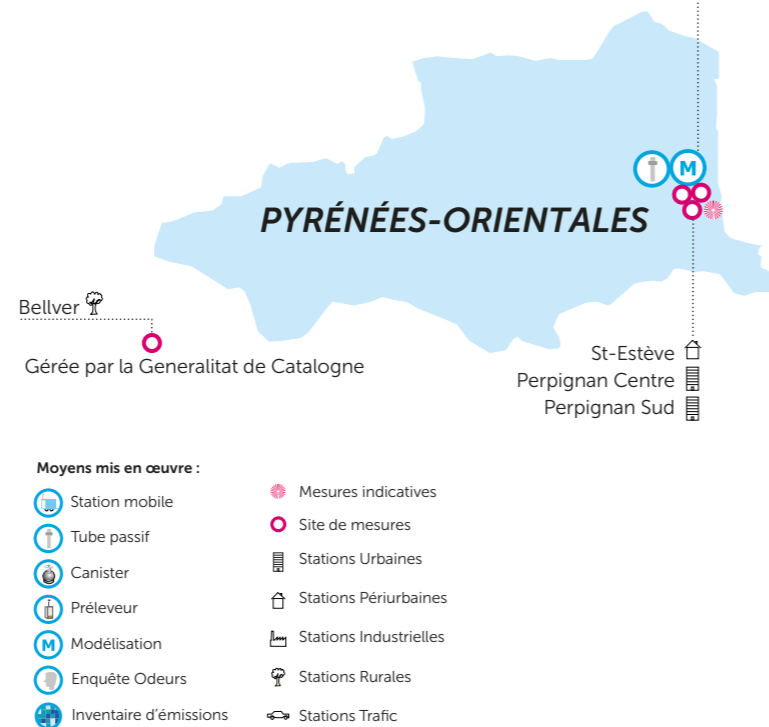 M
PYRÉNÉES-ORIENTALES
Bellver
Gérée par la Generalitat de Catalogne
St-Estève
Perpignan Centre
Perpignan Sud
Moyens mis en œuvre :
Station mobile
Tube passif
Canister
Préleveur
M Modélisation
Enquête Odeurs
Inventaire d'émissions
Mesures indicatives
Site de mesures
Stations Urbaines
Stations Périurbaines
Stations Industrielles
Stations Rurales
Stations Trafic